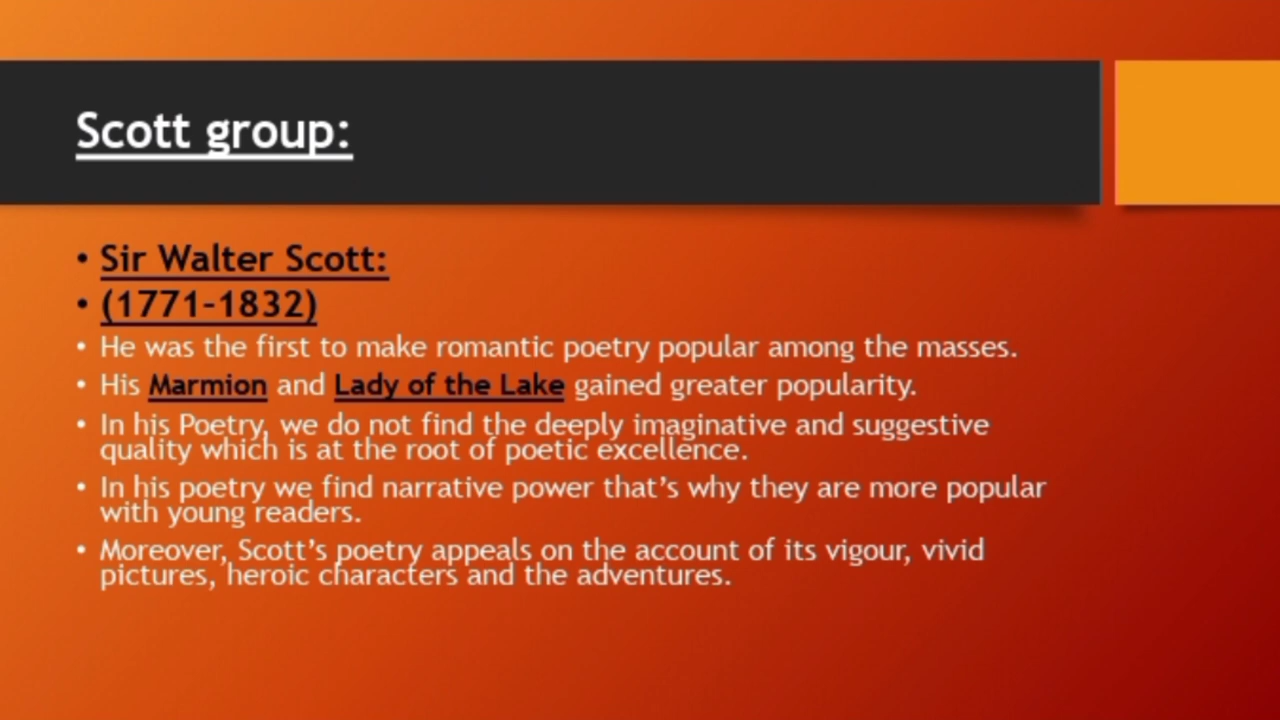 Scott group:
• Sir Walter Scott:
• (1771-1832)
• He was the first to make romantic poetry popular among the masses.
• His Marmion and Lady of the Lake gained greater popularity.
• In his Poetry, we do not find the deeply imaginative and suggestive
quality which is at the root of poetic excellence.
• In his poetry we find narrative power that’s why they are more popular
with young readers.
• Moreover, Scott’s poetry appeals on the account of its vigour, vivid
pictures, heroic characters and the adventures.